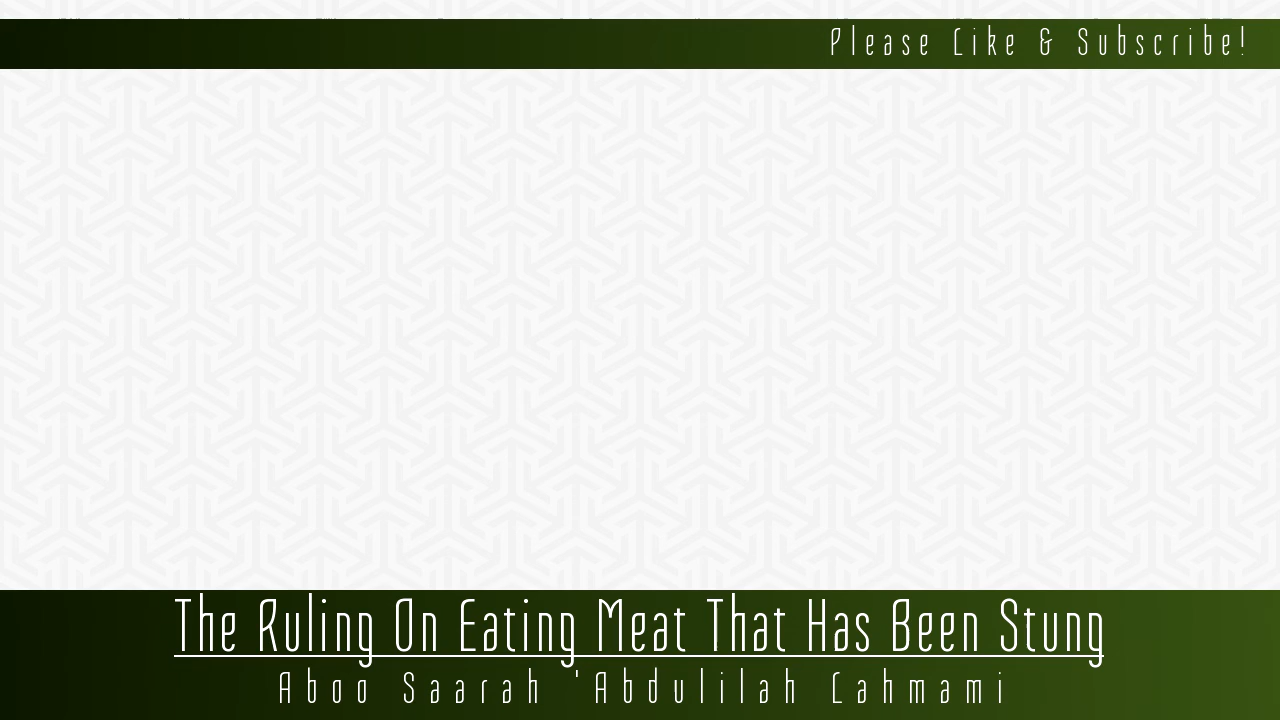 Please Like & Subscribe!
The Ruling On Eating Meat That Has Been Stung
Aboo Saarah 'Abdulilah Lahmami